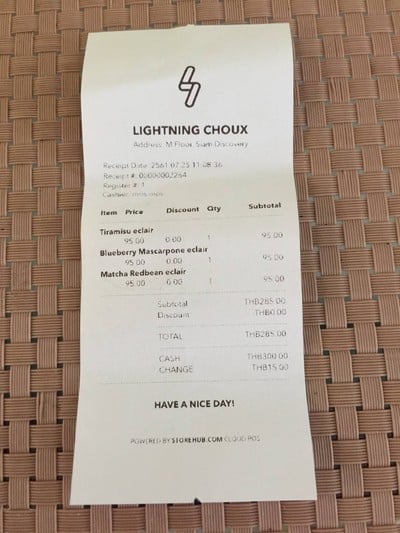 LIGHTNING CHOUX
Address: M Floor, Siam Discovery
Receipt Date: 2561.07.25 11:08:36
Receipt #: 00000002264
Register #: 1
Cashier:
Item Price Discount Qty Subtotal
Tiramisu eclair
95.00 0.00 1 95.00
Blueberry Mascarpone eclair
95.00 0.00 1 95.00
Matcha Redbean eclair
95.00 0.00 1 95.00
Subtotal THB285.00
Discount THB0.00
TOTAL THB285.00
CASH THB300.00
CHANGE THB15.00
HAVE A NICE DAY!
POWERED BY STOREHUB.COM CLOUD POS